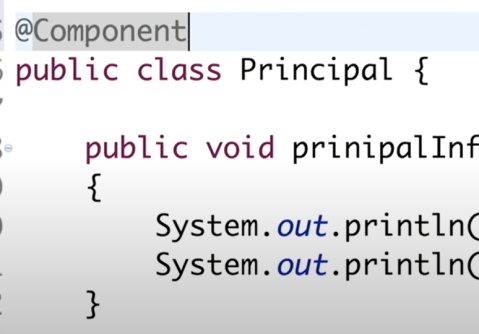 @Component
public class Principal {
public void prinipalInf
{
System.out.println(
System.out.println(
}